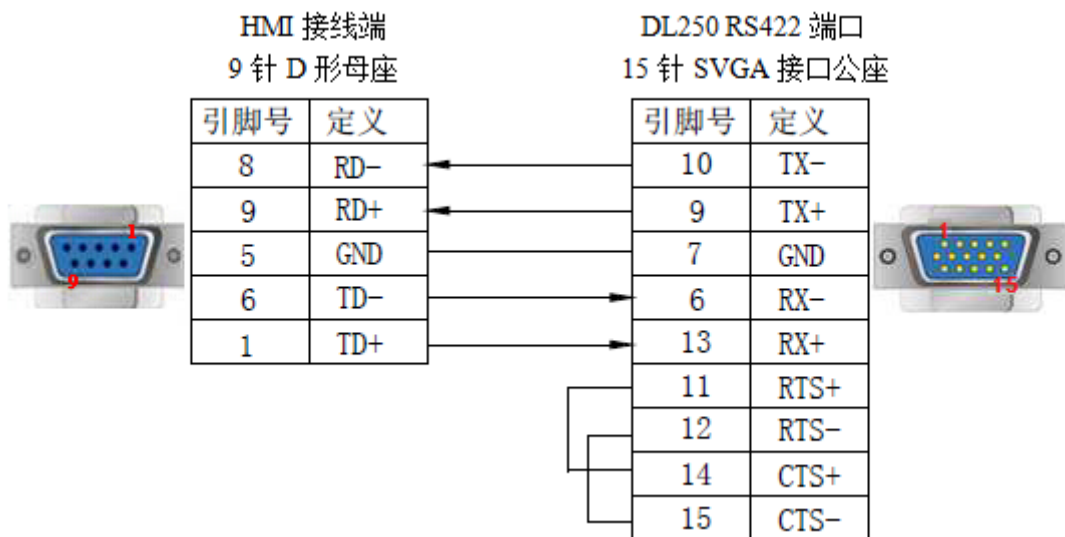 HMI 接线端
9 针 D 形母座
DL250 RS422 端口
15 针 SVGA 接口公座
引脚号 定义
8 RD-
9 RD+
5 GND
6 TD-
1 TD+
引脚号 定义
10 TX-
9 TX+
7 GND
6 RX-
13 RX+
11 RTS+
12 RTS-
14 CTS+
15 CTS-
1
9
1
15